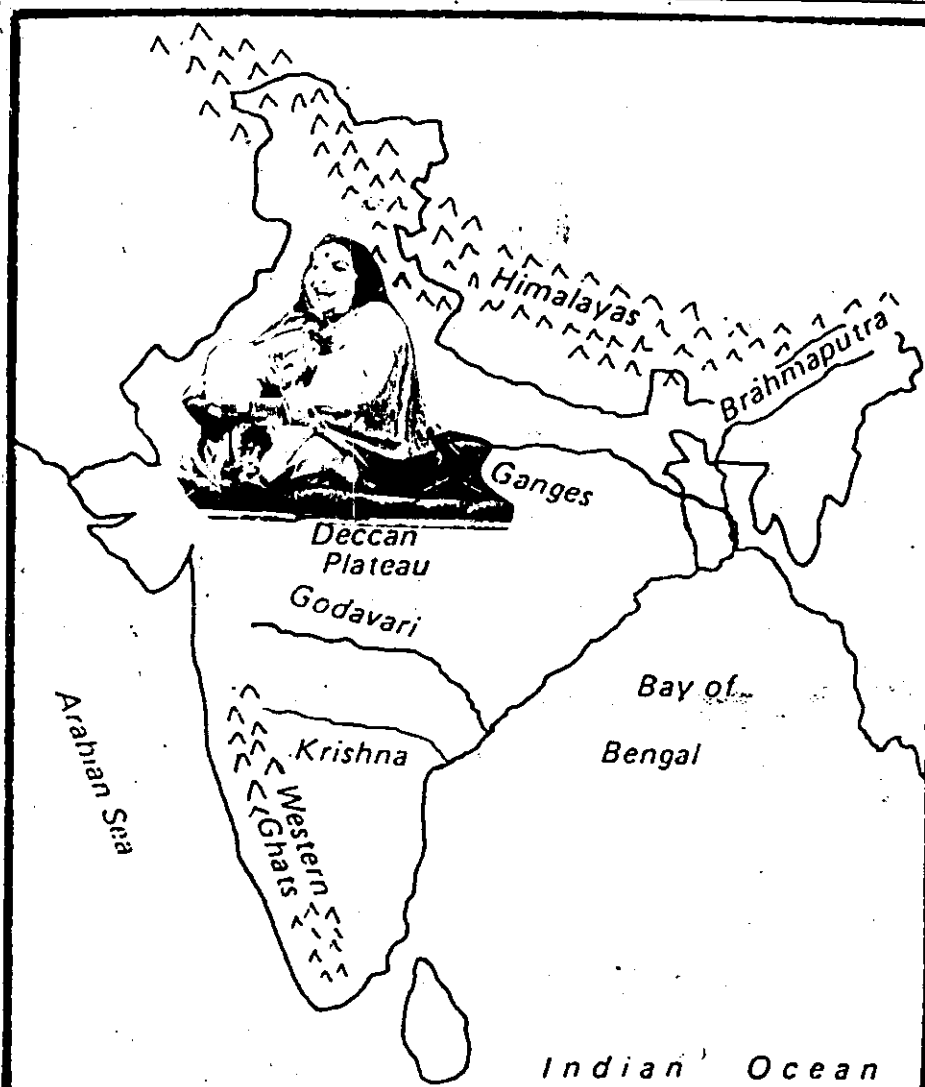 Himalayas
Brahmaputra
Ganges
Deccan
Plateau
Godavari
Bay of
Bengal
Krishna
Arabian Sea
Western
Ghats
Indian Ocean